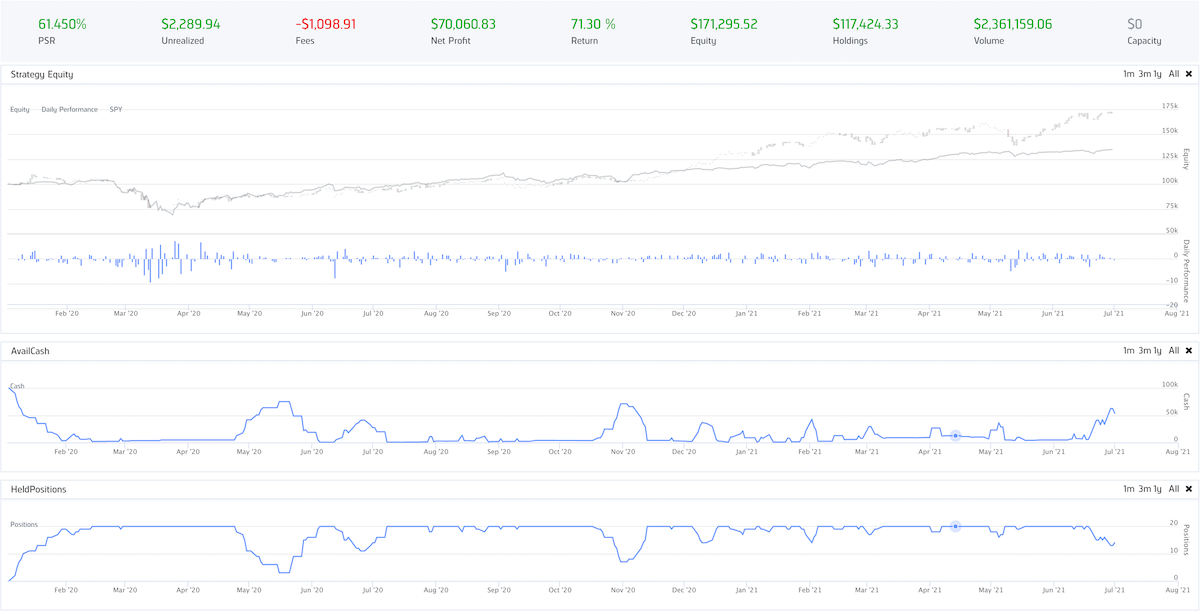 61.450% $2,289.94 -$1,098.91 $70,060.83 71.30 % $171,295.52 $117,424.33 $2,361,159.06 $0
PSR Unrealized Fees Net Profit Return Equity Holdings Volume Capacity
Strategy Equity 1m 3m 1y All ✖
Equity Daily Performance SPY
175k
150k
125k
100k
75k
50k
Equity
0
-10
-20
Daily Performance
Feb '20 Mar '20 Apr '20 May '20 Jun '20 Jul '20 Aug '20 Sep '20 Oct '20 Nov '20 Dec '20 Jan '21 Feb '21 Mar '21 Apr '21 May '21 Jun '21 Jul '21 Aug '21
AvailCash 1m 3m 1y All ✖
Cash
100k
50k
0
Cash
Feb '20 Mar '20 Apr '20 May '20 Jun '20 Jul '20 Aug '20 Sep '20 Oct '20 Nov '20 Dec '20 Jan '21 Feb '21 Mar '21 Apr '21 May '21 Jun '21 Jul '21 Aug '21
HeldPositions 1m 3m 1y All ✖
Positions
20
10
0
Positions
Feb '20 Mar '20 Apr '20 May '20 Jun '20 Jul '20 Aug '20 Sep '20 Oct '20 Nov '20 Dec '20 Jan '21 Feb '21 Mar '21 Apr '21 May '21 Jun '21 Jul '21 Aug '21